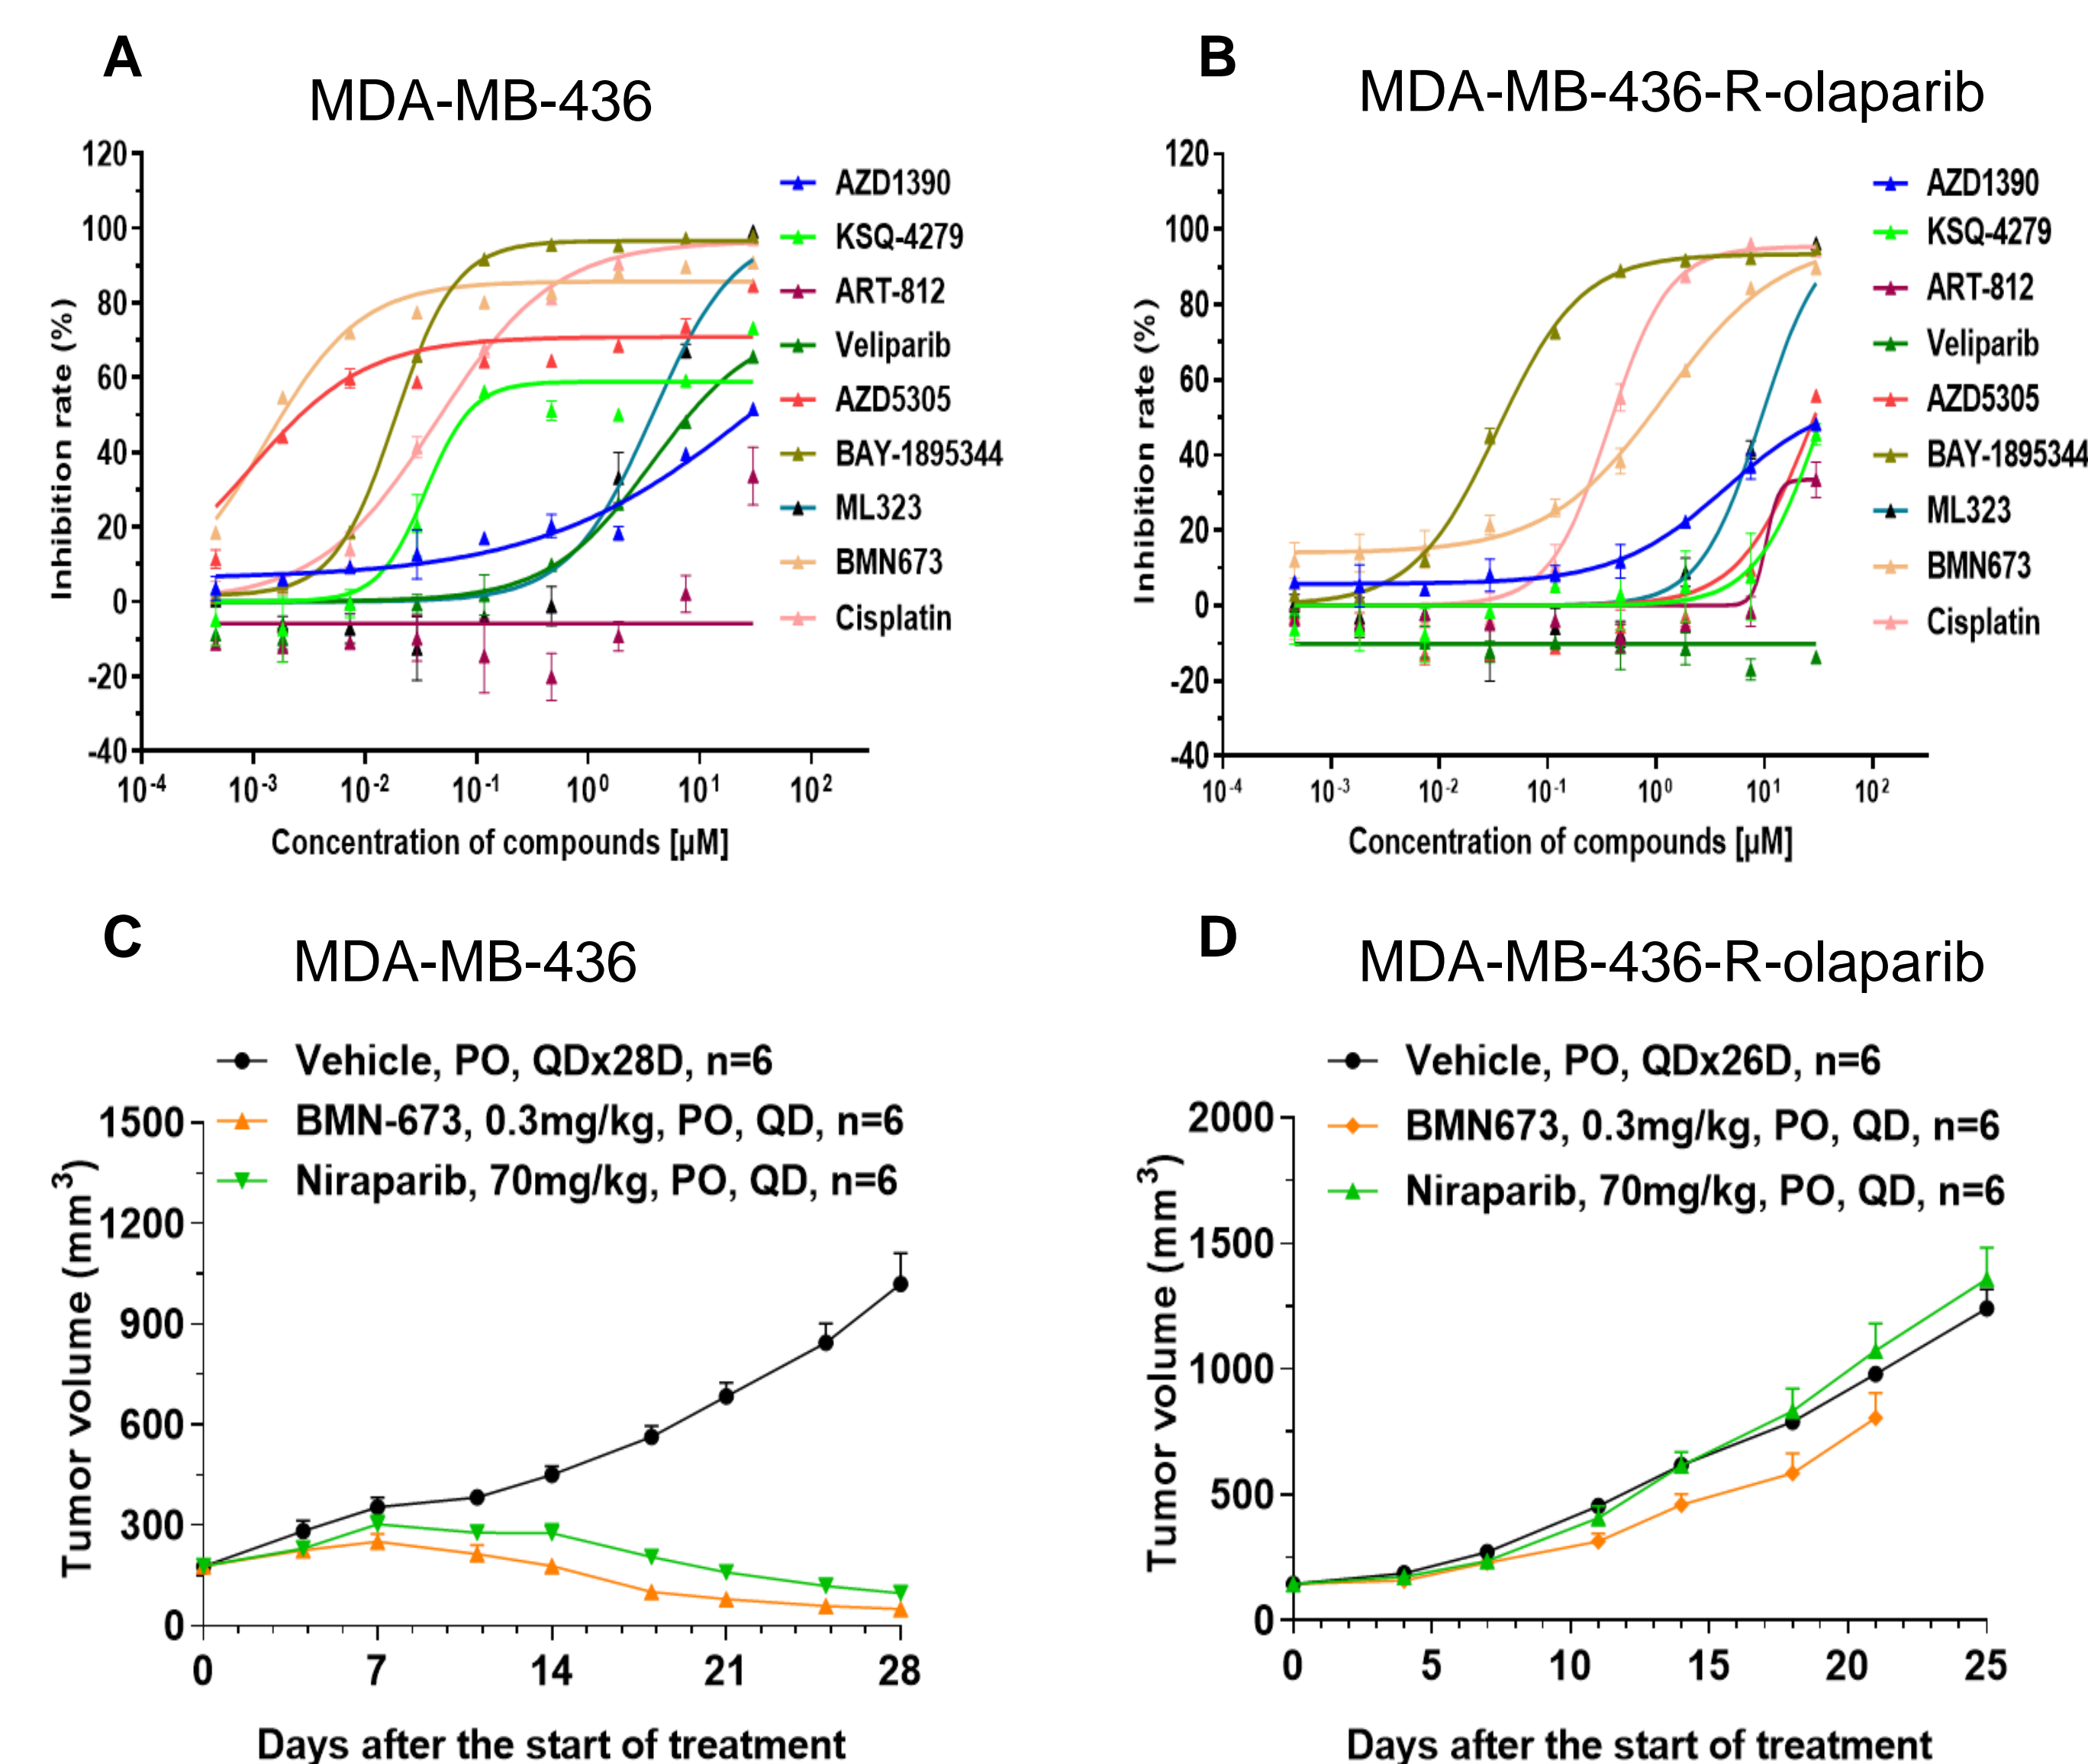 A
MDA-MB-436
120
100
80
60
40
20
0
-20
-40
Inhibition rate (%)
10-4 10-3 10-2 10-1 100 101 102
Concentration of compounds [µM]
AZD1390
KSQ-4279
ART-812
Veliparib
AZD5305
BAY-1895344
ML323
BMN673
Cisplatin
B
MDA-MB-436-R-olaparib
120
100
80
60
40
20
0
-20
-40
Inhibition rate (%)
10-4 10-3 10-2 10-1 100 101 102
Concentration of compounds [µM]
AZD1390
KSQ-4279
ART-812
Veliparib
AZD5305
BAY-1895344
ML323
BMN673
Cisplatin
C
MDA-MB-436
Vehicle, PO, QDx28D, n=6
BMN-673, 0.3mg/kg, PO, QD, n=6
Niraparib, 70mg/kg, PO, QD, n=6
1500
1200
900
600
300
0
Tumor volume (mm3)
0 7 14 21 28
Days after the start of treatment
D
MDA-MB-436-R-olaparib
Vehicle, PO, QDx26D, n=6
BMN673, 0.3mg/kg, PO, QD, n=6
Niraparib, 70mg/kg, PO, QD, n=6
2000
1500
1000
500
0
Tumor volume (mm3)
0 5 10 15 20 25
Days after the start of treatment